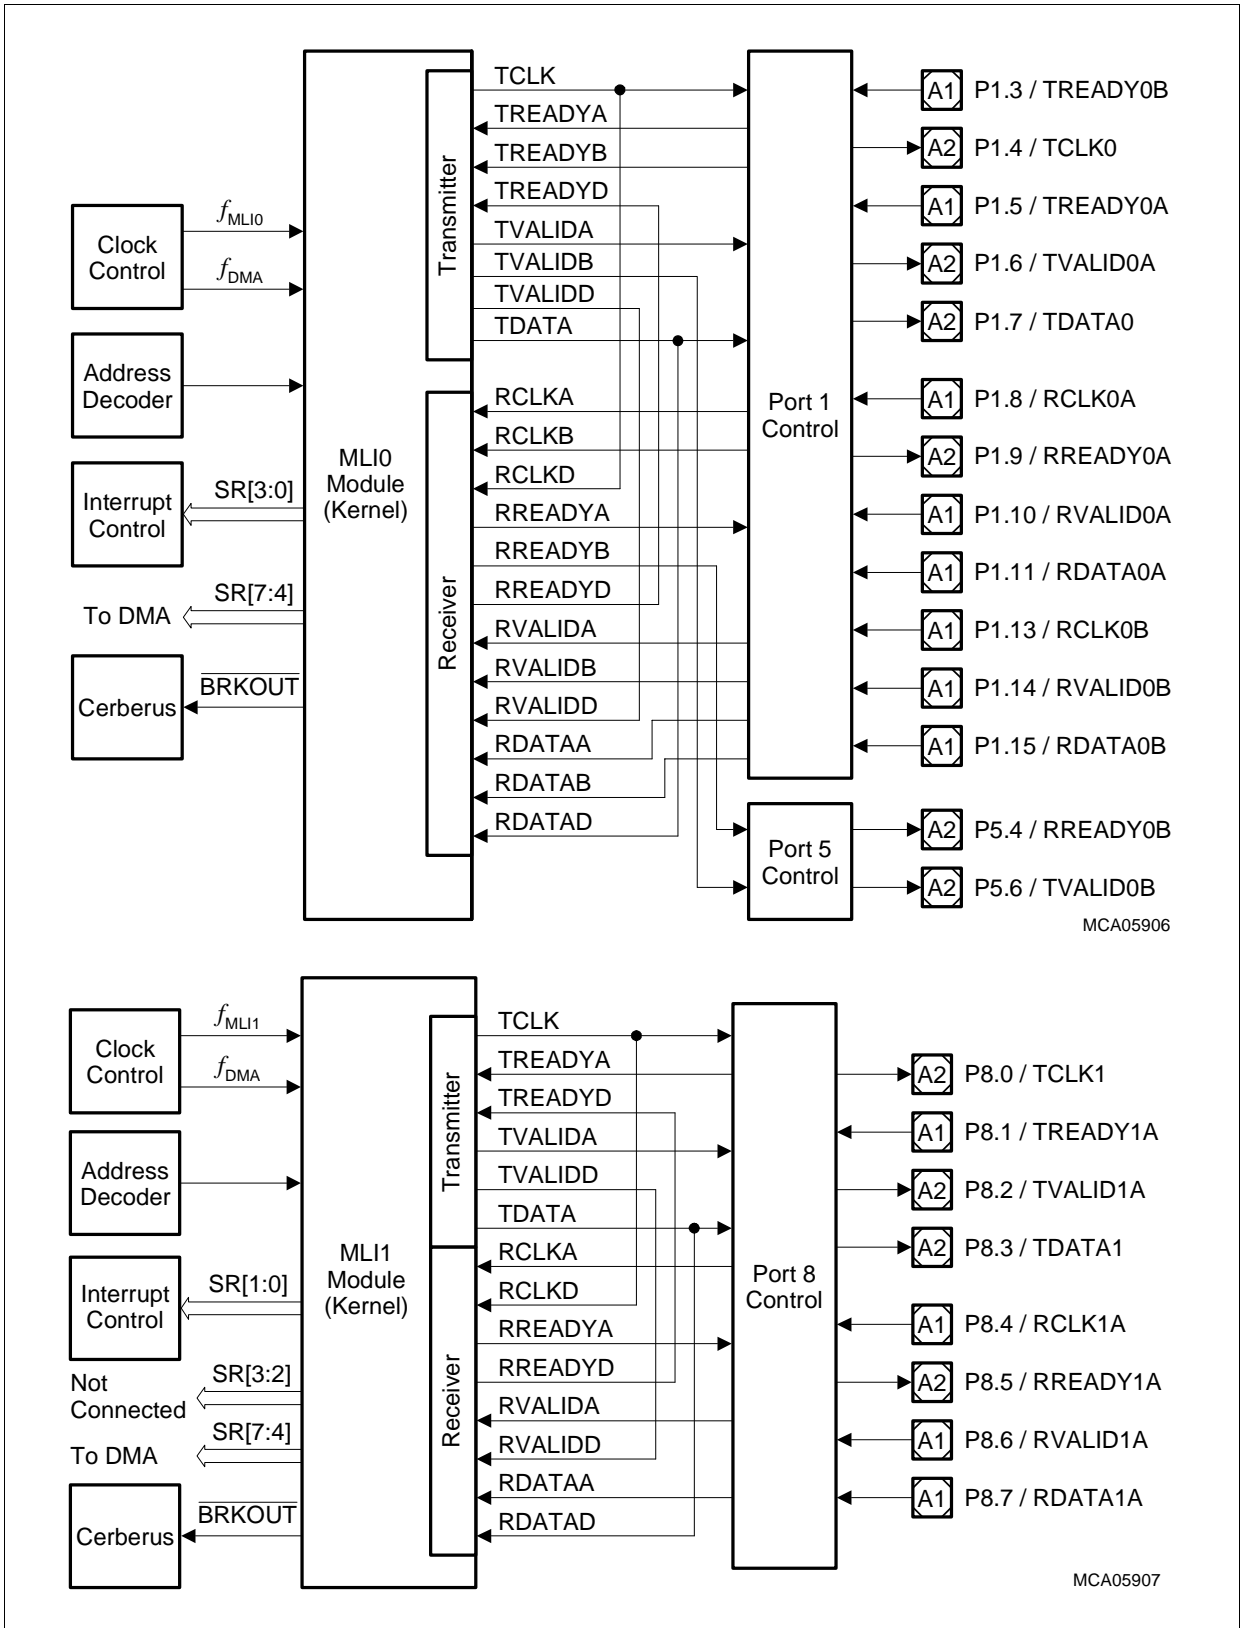 Clock
Control
f MLI0
f DMA
Address
Decoder
Interrupt
Control
SR[3:0]
To DMA
SR[7:4]
Cerberus
BRKOUT
MLI0
Module
(Kernel)
Transmitter
Receiver
TCLK
TREADYA
TREADYB
TREADYD
TVALIDA
TVALIDB
TVALIDD
TDATA
RCLKA
RCLKB
RCLKD
RREADYA
RREADYB
RREADYD
RVALIDA
RVALIDB
RVALIDD
RDATAA
RDATAB
RDATAD
Port 1
Control
Port 5
Control
A1 P1.3 / TREADY0B
A2 P1.4 / TCLK0
A1 P1.5 / TREADY0A
A2 P1.6 / TVALID0A
A2 P1.7 / TDATA0
A1 P1.8 / RCLK0A
A2 P1.9 / RREADY0A
A1 P1.10 / RVALID0A
A1 P1.11 / RDATA0A
A1 P1.13 / RCLK0B
A1 P1.14 / RVALID0B
A1 P1.15 / RDATA0B
A2 P5.4 / RREADY0B
A2 P5.6 / TVALID0B
MCA05906
Clock
Control
f MLI1
f DMA
Address
Decoder
Interrupt
Control
SR[1:0]
Not
Connected
SR[3:2]
To DMA
SR[7:4]
Cerberus
BRKOUT
MLI1
Module
(Kernel)
Transmitter
Receiver
TCLK
TREADYA
TREADYD
TVALIDA
TVALIDD
TDATA
RCLKA
RCLKD
RREADYA
RREADYD
RVALIDA
RVALIDD
RDATAA
RDATAD
Port 8
Control
A2 P8.0 / TCLK1
A1 P8.1 / TREADY1A
A2 P8.2 / TVALID1A
A2 P8.3 / TDATA1
A1 P8.4 / RCLK1A
A2 P8.5 / RREADY1A
A1 P8.6 / RVALID1A
A1 P8.7 / RDATA1A
MCA05907